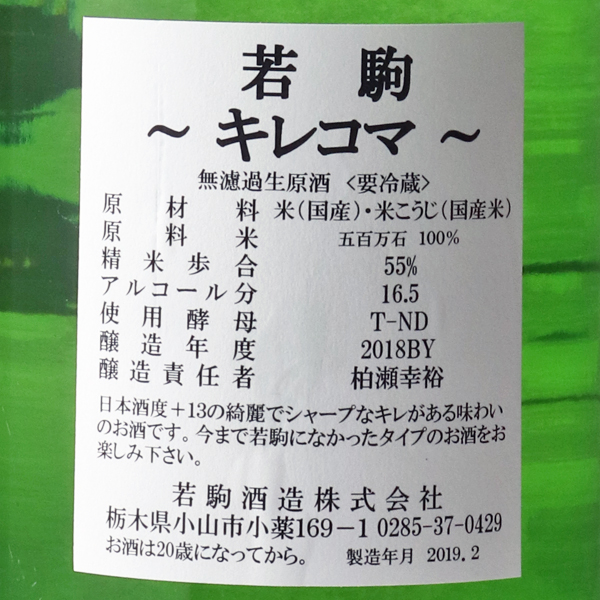 若駒
～ キレコマ ～
無濾過生原酒 〈要冷蔵〉
原材料 米（国産）・米こうじ（国産米）
原料米 五百万石 100%
精米歩合 55%
アルコール分 16.5
使用酵母 T-ND
醸造年度 2018BY
醸造責任者 柏瀬幸裕
日本酒度＋13の綺麗でシャープなキレがある味わい
のお酒です。今まで若駒になかったタイプのお酒をお
楽しみ下さい。
若駒酒造株式会社
栃木県小山市小薬169－1 0285-37-0429
お酒は20歳になってから。 製造年月 2019.2